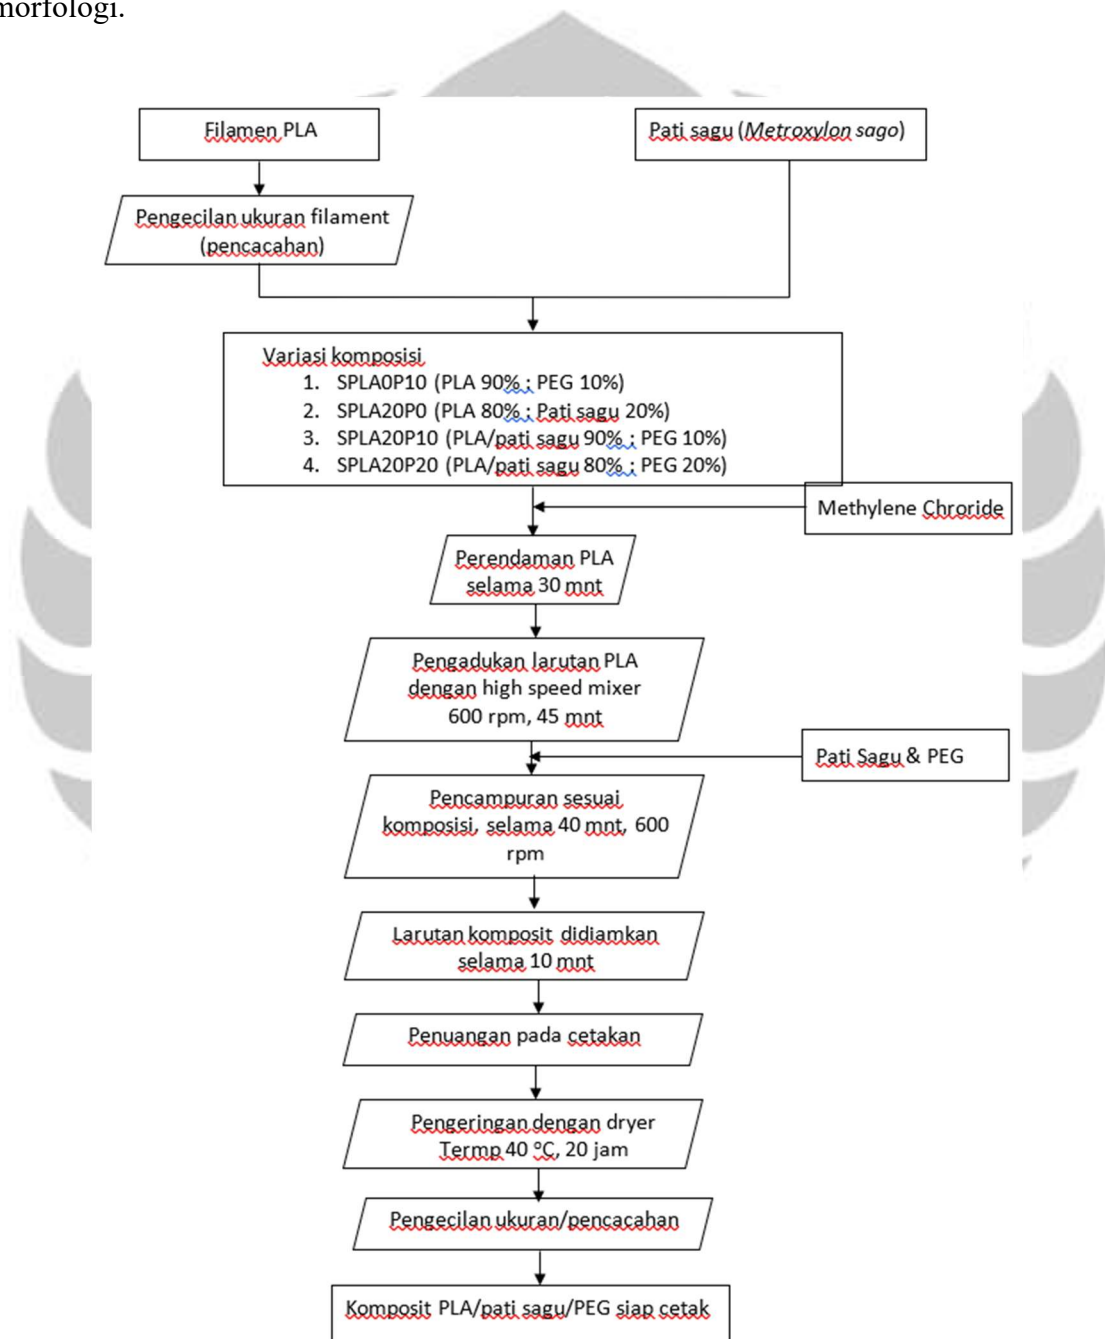 morfologi.
Filamen PLA
Pati sagu (Metroxylon sago)
Pengecilan ukuran filament
(pencacahan)
Variasi komposisi
1. SPLA0P10 (PLA 90% ; PEG 10%)
2. SPLA20P0 (PLA 80% ; Pati sagu 20%)
3. SPLA20P10 (PLA/pati sagu 90% ; PEG 10%)
4. SPLA20P20 (PLA/pati sagu 80% ; PEG 20%)
Methylene Chroride
Perendaman PLA
selama 30 mnt
Pengadukan larutan PLA
dengan high speed mixer
600 rpm, 45 mnt
Pati Sagu & PEG
Pencampuran sesuai
komposisi, selama 40 mnt, 600
rpm
Larutan komposit didiamkan
selama 10 mnt
Penuangan pada cetakan
Pengeringan dengan dryer
Termp 40 °C, 20 jam
Pengecilan ukuran/pencacahan
Komposit PLA/pati sagu/PEG siap cetak